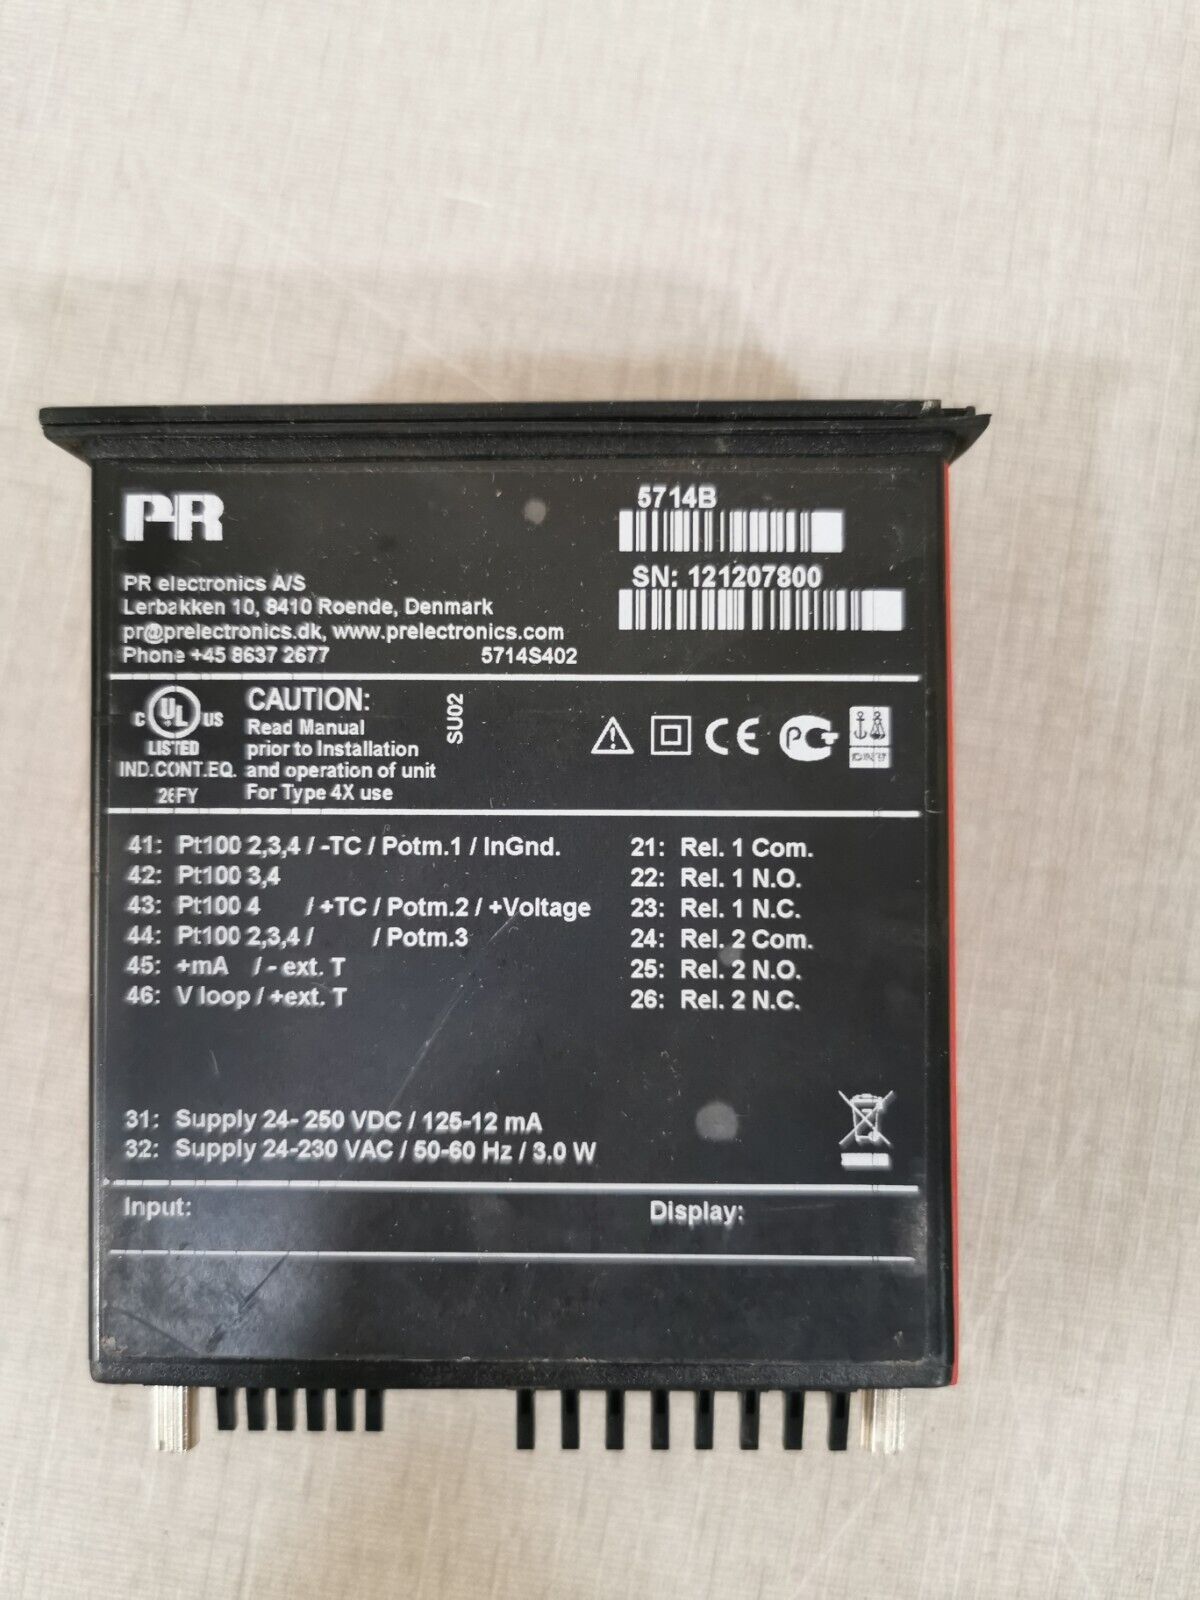 PR
5714B
SN: 121207800
PR electronics A/S
Lerbakken 10, 8410 Roende, Denmark
pr@prelectronics.dk, www.prelectronics.com
Phone +45 8637 2677 5714S402
C UL US
LISTED
IND.CONT.EQ.
26FY
CAUTION:
Read Manual
prior to Installation
and operation of unit
For Type 4X use
SU02
CE
41: Pt100 2,3,4 / -TC / Potm.1 / InGnd.
42: Pt100 3,4
43: Pt100 4 / +TC / Potm.2 / +Voltage
44: Pt100 2,3,4 / / Potm.3
45: +mA / - ext. T
46: V loop / +ext. T
21: Rel. 1 Com.
22: Rel. 1 N.O.
23: Rel. 1 N.C.
24: Rel. 2 Com.
25: Rel. 2 N.O.
26: Rel. 2 N.C.
31: Supply 24- 250 VDC / 125-12 mA
32: Supply 24-230 VAC / 50-60 Hz / 3.0 W
Input: Display: